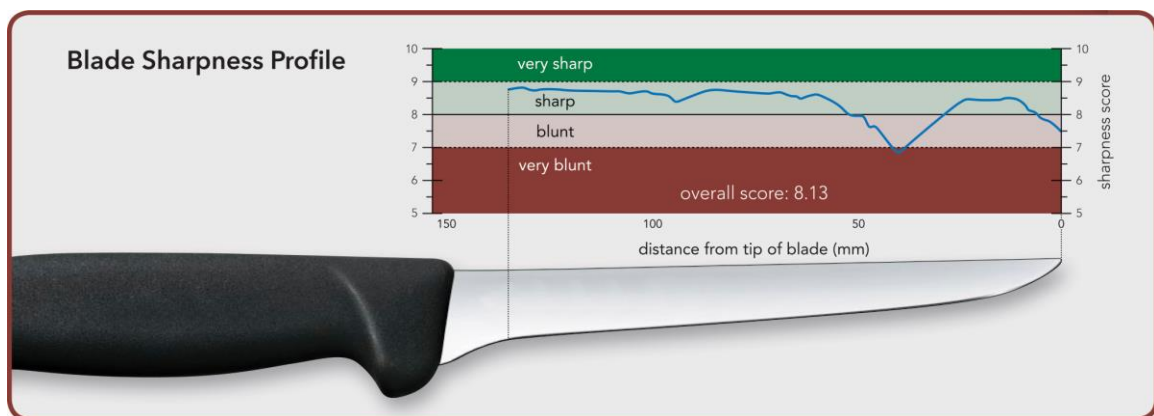 Blade Sharpness Profile
10
9
8
7
6
5
very sharp
sharp
blunt
very blunt
overall score: 8.13
10
9
8
7
6
5
sharpness score
150
100
50
0
distance from tip of blade (mm)